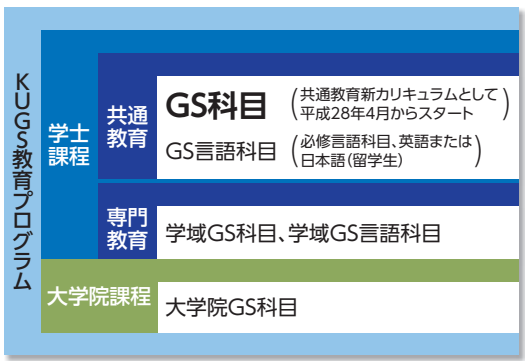 KUGS教育プログラム
学士
課程
共通
教育
GS科目
(共通教育新カリキュラムとして
平成28年4月からスタート)
GS言語科目
(必修言語科目、英語または
日本語(留学生))
専門
教育
学域GS科目、学域GS言語科目
大学院課程
大学院GS科目